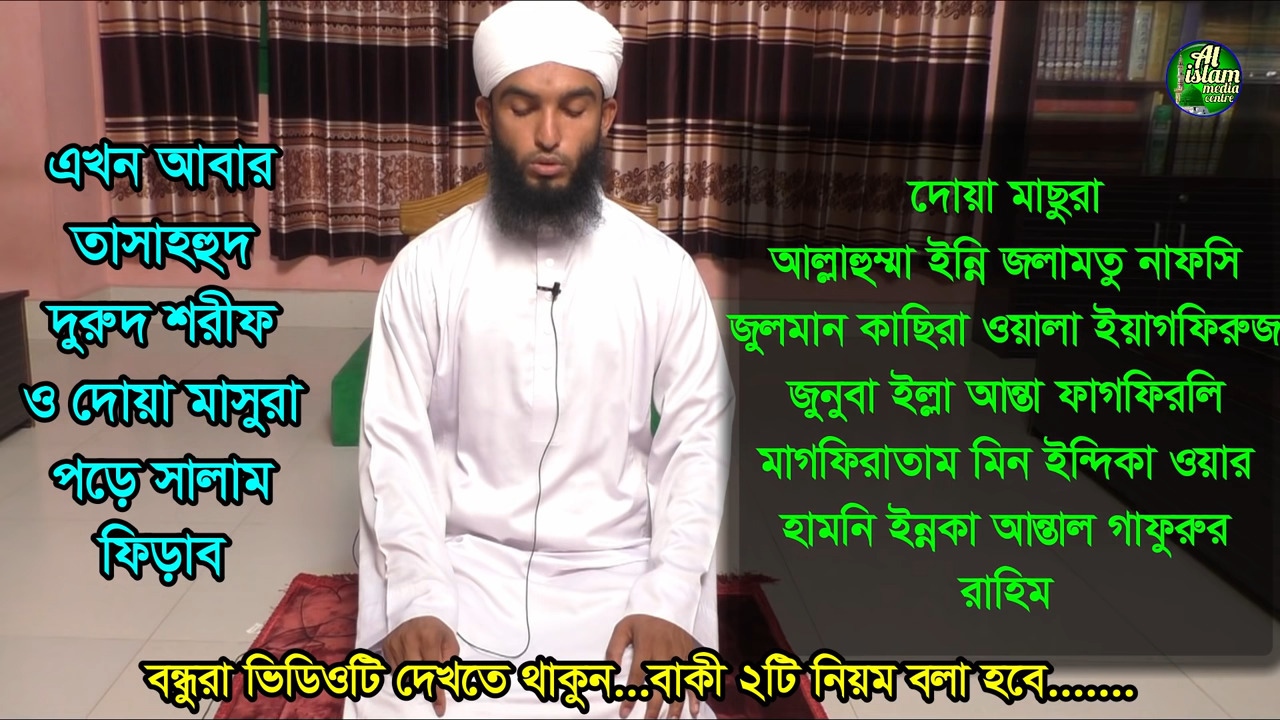 এখন আবার
তাসাহহুদ
দুরুদ শরীফ
ও দোয়া মাসুরা
পড়ে সালাম
ফিড়াব
দোয়া মাছুরা
আল্লাহুম্মা ইন্নি জলামতু নাফসি
জুলমান কাছিরা ওয়ালা ইয়াগফিরুজ
জুনুবা ইল্লা আন্তা ফাগফিরলি
মাগফিরাতাম মিন ইন্দিকা ওয়ার
হামনি ইন্নকা আন্তাল গাফুরুর
রাহিম
বন্ধুরা ভিডিওটি দেখতে থাকুন...বাকী ২টি নিয়ম বলা হবে.......
Al
islam
media
centre